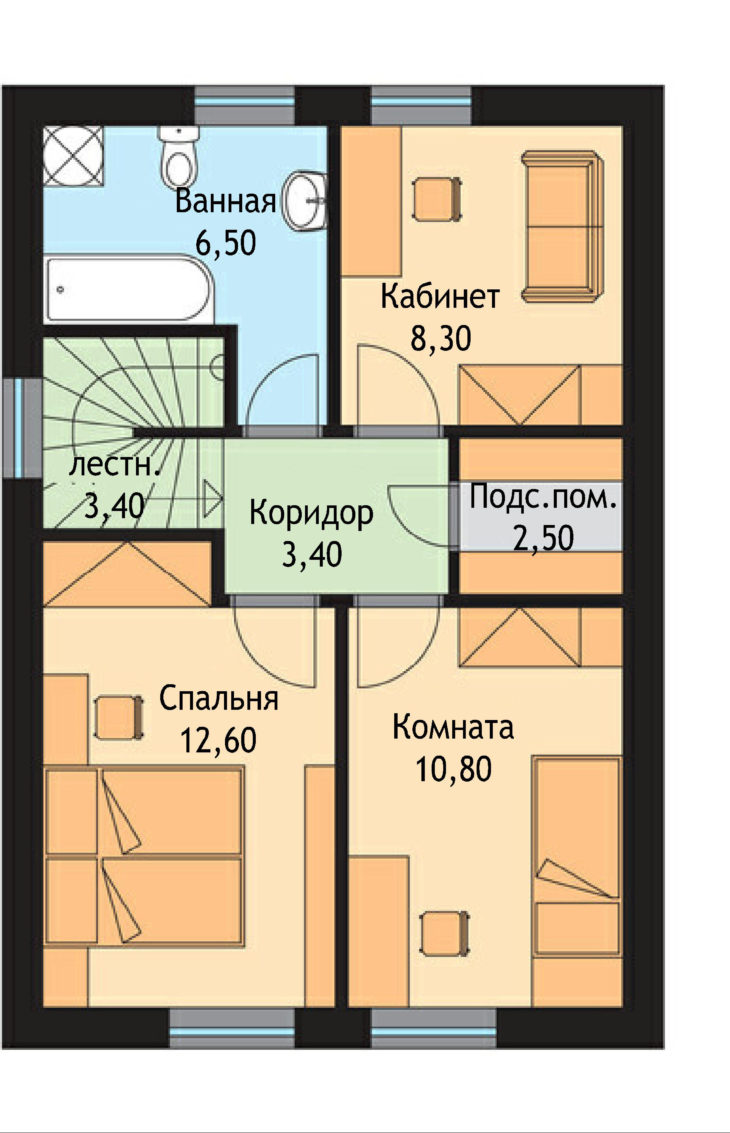 Ванная
6,50
Кабинет
8,30
лестн.
3,40
Коридор
3,40
Подс.пом.
2,50
Спальня
12,60
Комната
10,80